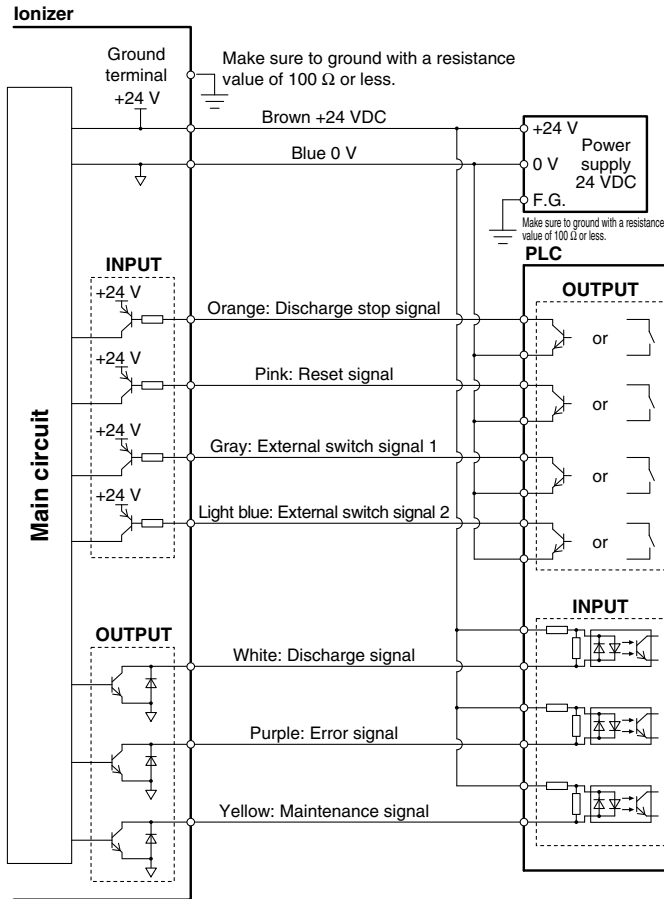 Ionizer
Ground
terminal
+24 V
Make sure to ground with a resistance
value of 100 Ω or less.
Brown +24 VDC
Blue 0 V
+24 V
0 V
F.G.
Power
supply
24 VDC
Make sure to ground with a resistance
value of 100 Ω or less.
PLC
INPUT
OUTPUT
+24 V
Orange: Discharge stop signal
or
+24 V
Pink: Reset signal
or
+24 V
Gray: External switch signal 1
or
+24 V
Light blue: External switch signal 2
or
Main circuit
OUTPUT
INPUT
White: Discharge signal
Purple: Error signal
Yellow: Maintenance signal